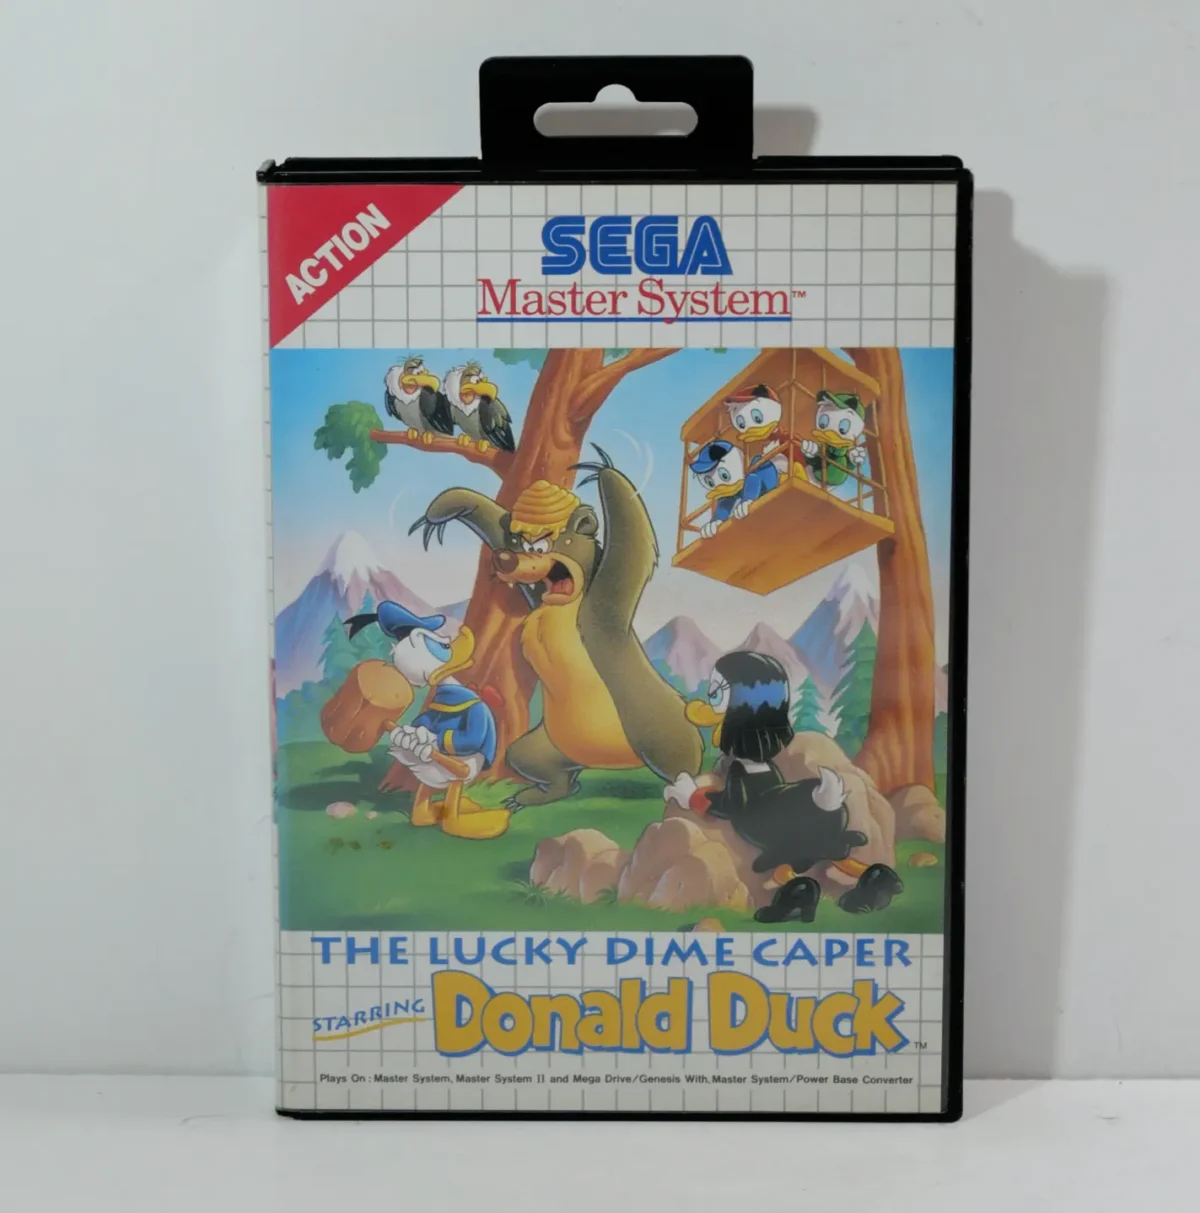 ACTION
SEGA
Master System™
THE LUCKY DIME CAPER
STARRING Donald Duck™
Plays On : Master System, Master System II and Mega Drive/Genesis With, Master System/Power Base Converter